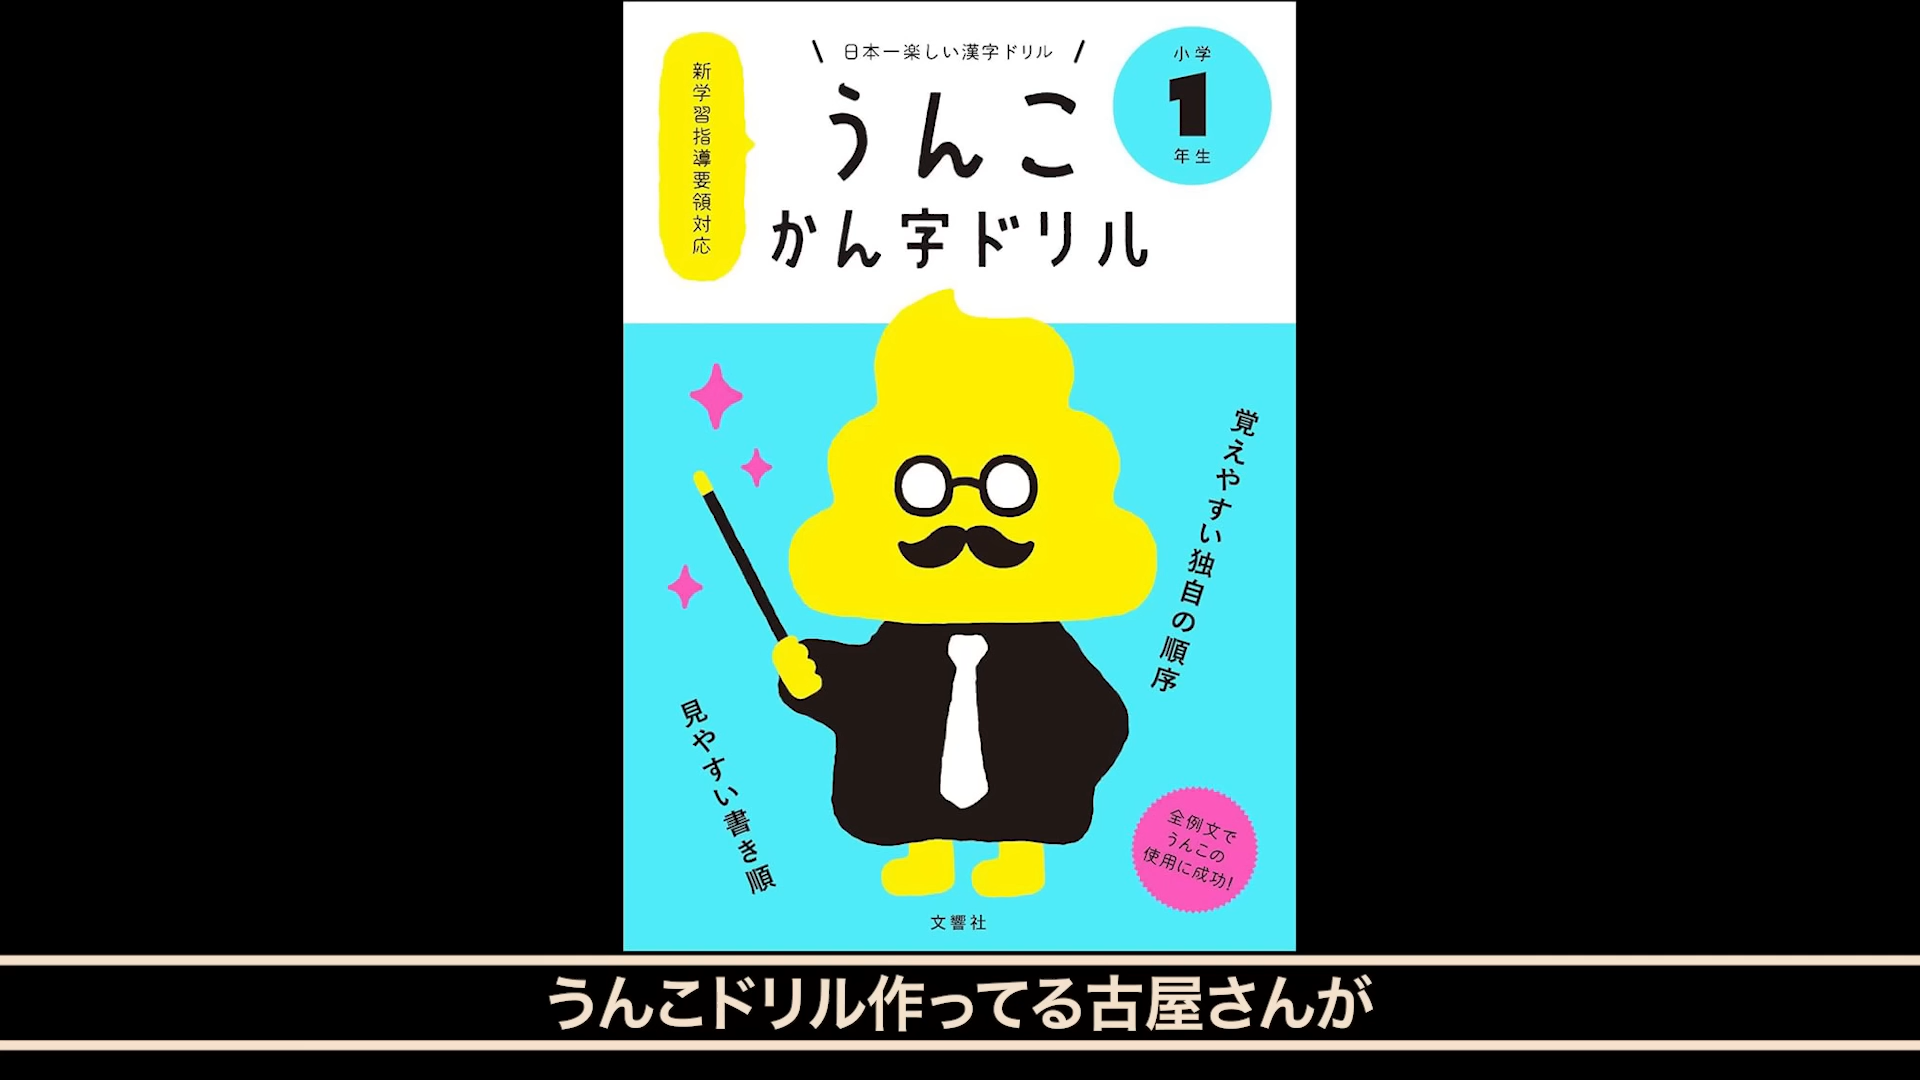 日本一楽しい漢字ドリル
うんこ
かん字ドリル
小学
1
年生
新学習指導要領対応
覚えやすい独自の順序
見やすい書き順
全例文で
うんこの
使用に成功!
文響社
うんこドリル作ってる古屋さんが